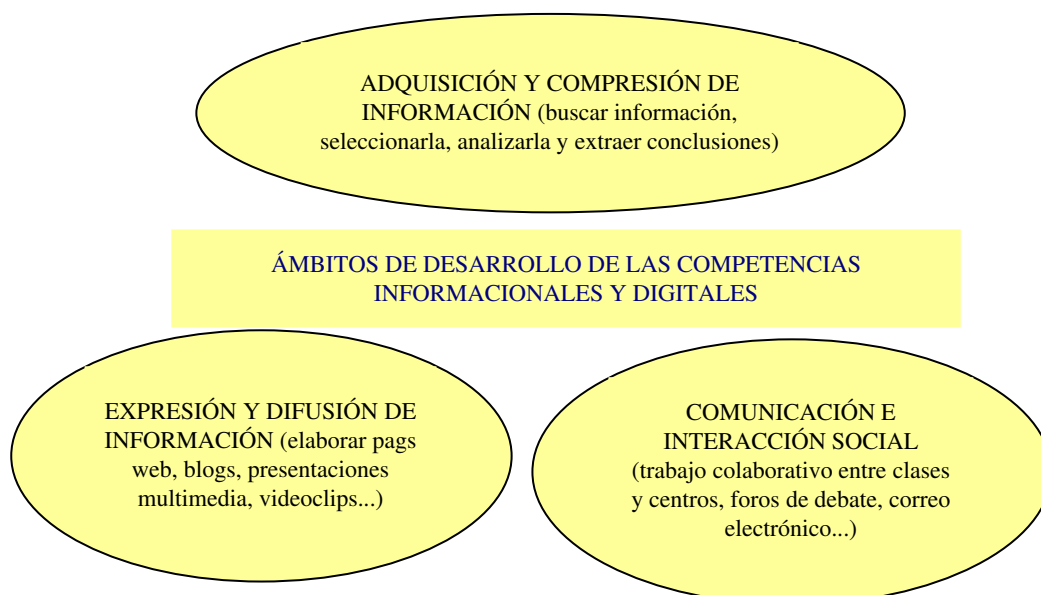 ADQUISICIÓN Y COMPRESIÓN DE
INFORMACIÓN (buscar información,
seleccionarla, analizarla y extraer conclusiones)
ÁMBITOS DE DESARROLLO DE LAS COMPETENCIAS
INFORMACIONALES Y DIGITALES
EXPRESIÓN Y DIFUSIÓN DE
INFORMACIÓN (elaborar pags
web, blogs, presentaciones
multimedia, videoclips...)
COMUNICACIÓN E
INTERACCIÓN SOCIAL
(trabajo colaborativo entre clases
y centros, foros de debate, correo
electrónico...)